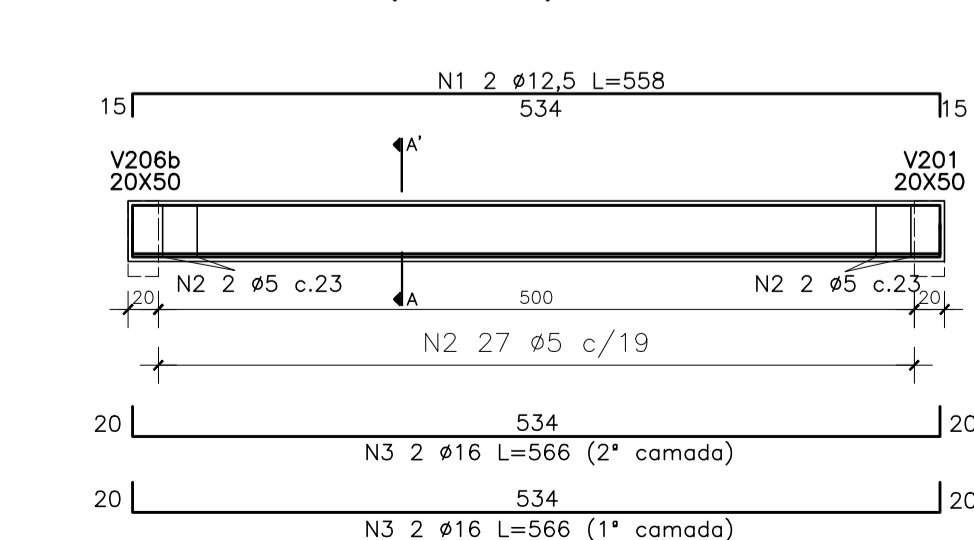 N1 2 ø12,5 L=558
15 534 15
A'
V206b V201
20X50 20X50
N2 2 ø5 c.23 N2 2 ø5 c.23
20 A 500 20
N2 27 ø5 c/19
20 534 20
N3 2 ø16 L=566 (2ª camada)
20 534 20
N3 2 ø16 L=566 (1ª camada)